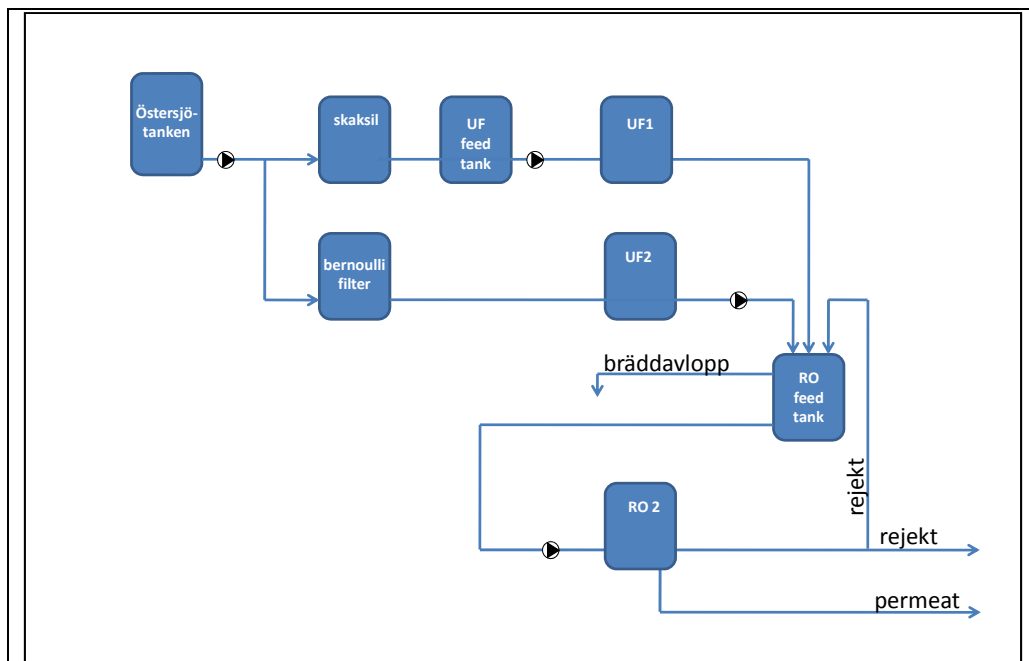 Östersjö-
tanken
skaksil
UF
feed
tank
UF1
bernoulli
filter
UF2
bräddavlopp
RO
feed
tank
rejekt
RO 2
rejekt
permeat